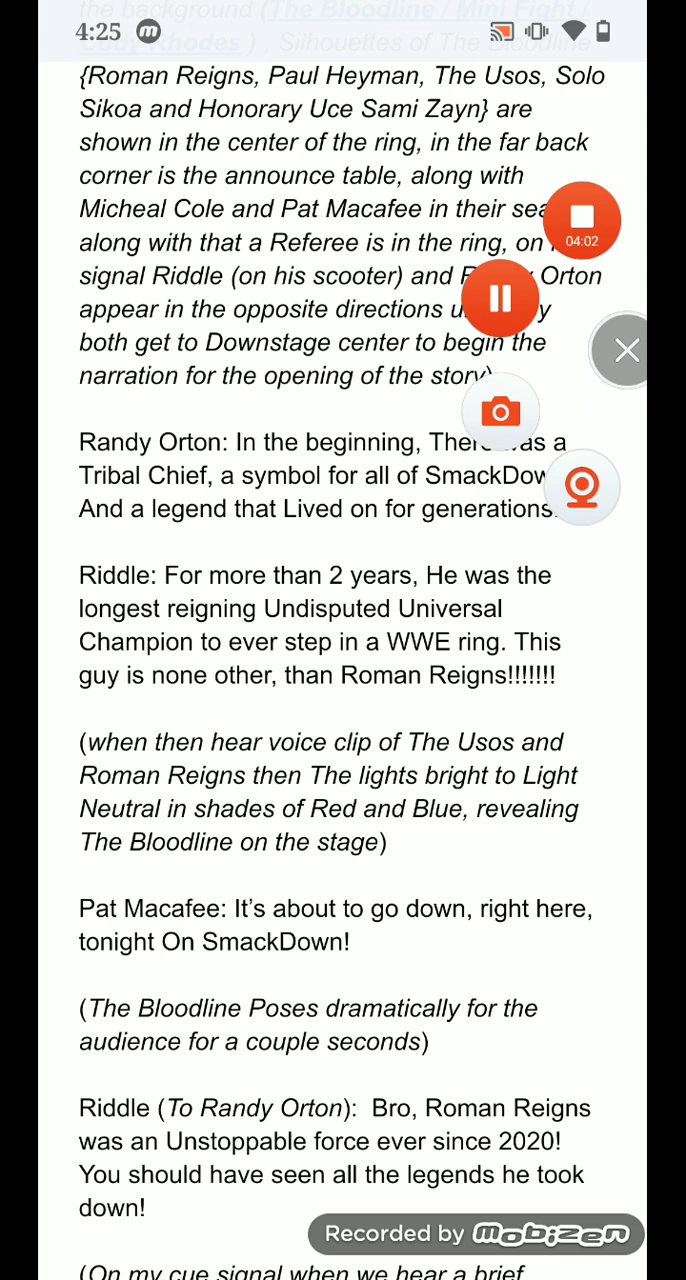 the background (The Bloodline / Mini Fight /
4:25
Cody Rhodes ) , Silhouettes of The Bloodline
{Roman Reigns, Paul Heyman, The Usos, Solo
Sikoa and Honorary Uce Sami Zayn} are
shown in the center of the ring, in the far back
corner is the announce table, along with
Micheal Cole and Pat Macafee in their sea
along with that a Referee is in the ring, on
04:02
signal Riddle (on his scooter) and Orton
appear in the opposite directions
both get to Downstage center to begin the
narration for the opening of the story)
Randy Orton: In the beginning, There was a
Tribal Chief, a symbol for all of SmackDow
And a legend that Lived on for generations.
Riddle: For more than 2 years, He was the
longest reigning Undisputed Universal
Champion to ever step in a WWE ring. This
guy is none other, than Roman Reigns!!!!!!!
(when then hear voice clip of The Usos and
Roman Reigns then The lights bright to Light
Neutral in shades of Red and Blue, revealing
The Bloodline on the stage)
Pat Macafee: It’s about to go down, right here,
tonight On SmackDown!
(The Bloodline Poses dramatically for the
audience for a couple seconds)
Riddle (To Randy Orton): Bro, Roman Reigns
was an Unstoppable force ever since 2020!
You should have seen all the legends he took
down!
Recorded by mobizen
(On my cue signal when we hear a brief